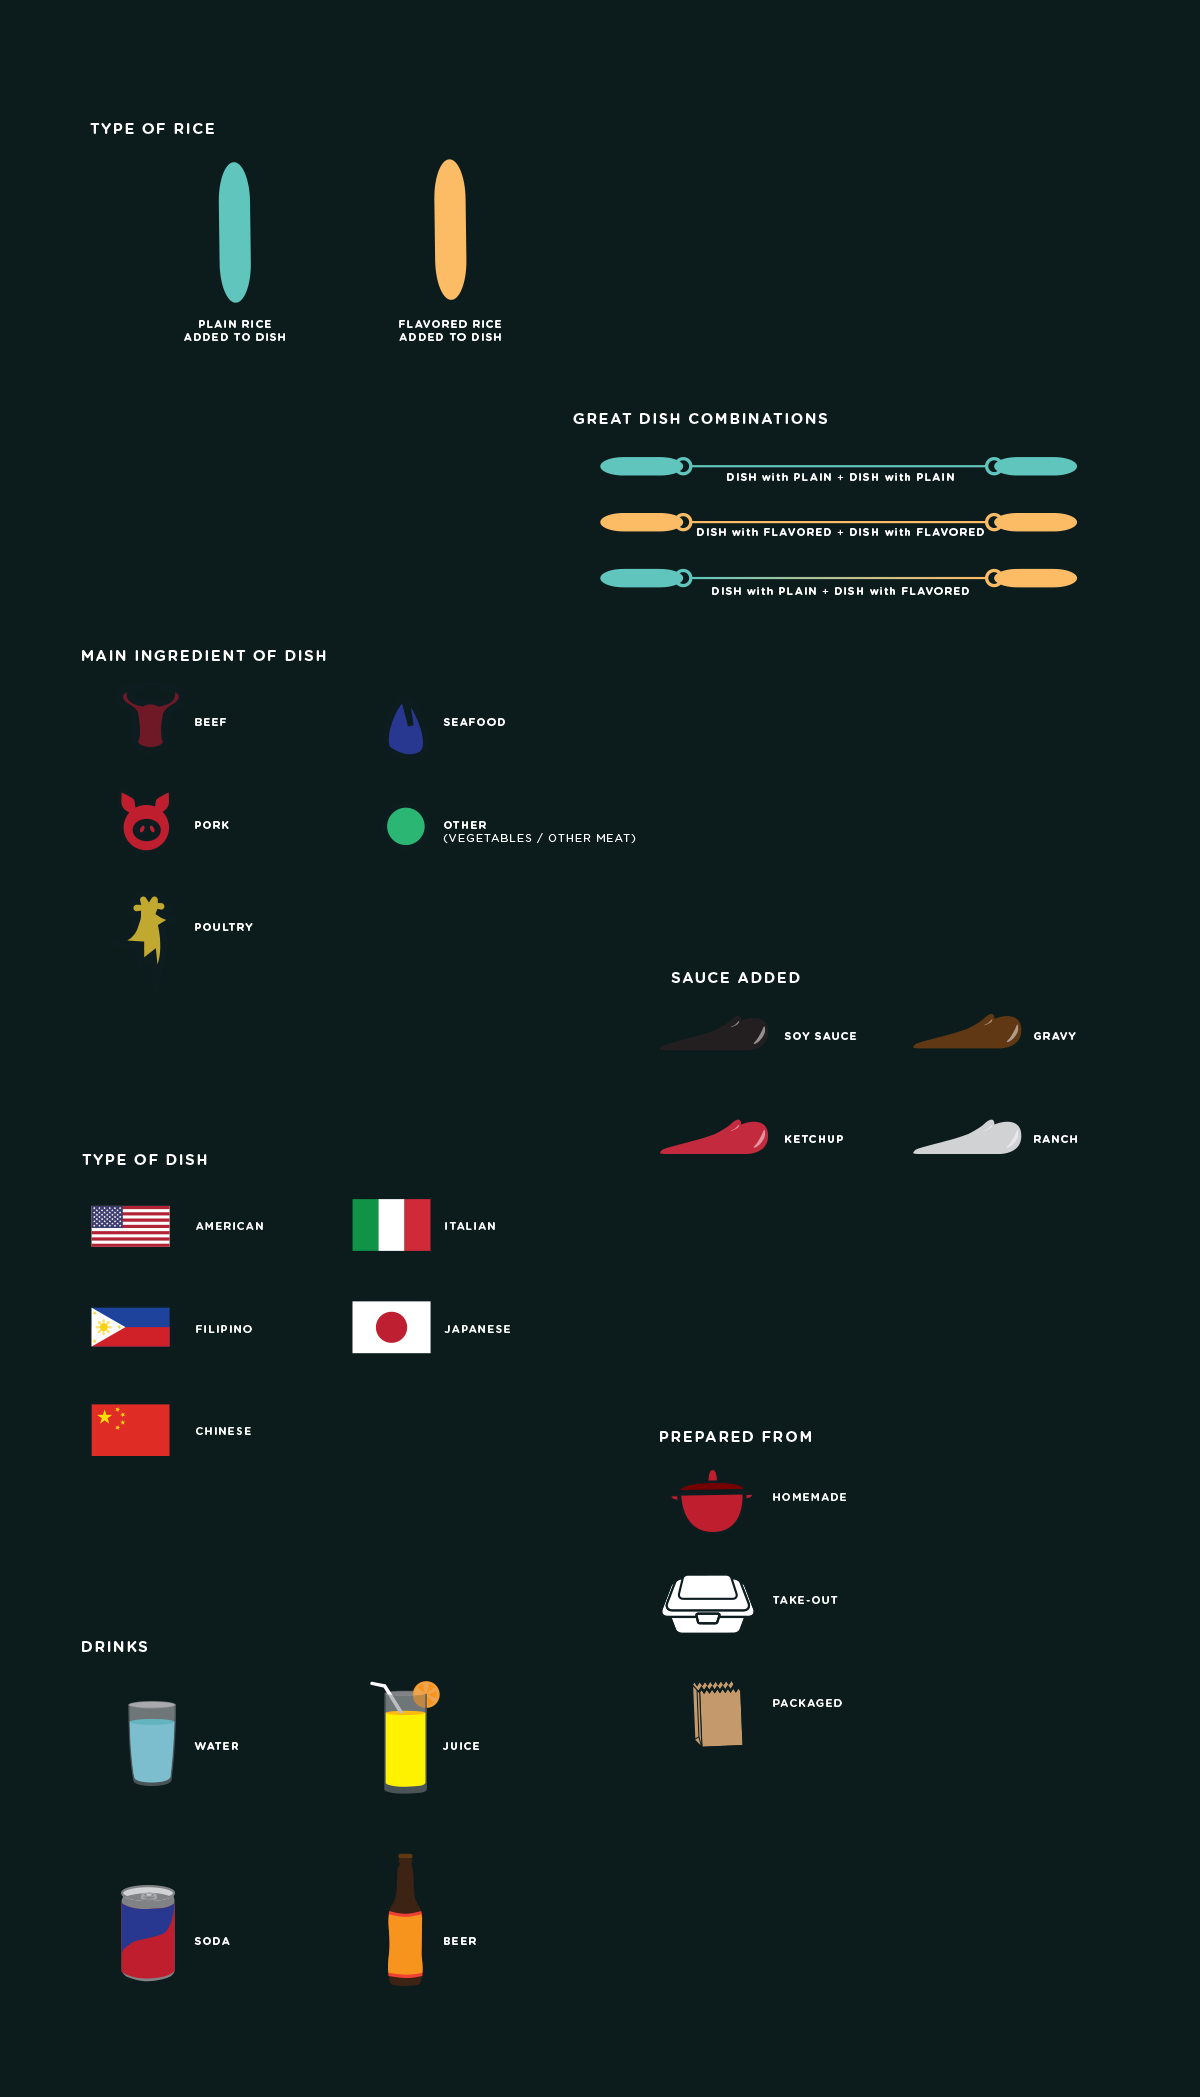 TYPE OF RICE
PLAIN RICE
ADDED TO DISH
FLAVORED RICE
ADDED TO DISH
GREAT DISH COMBINATIONS
DISH with PLAIN + DISH with PLAIN
DISH with FLAVORED + DISH with FLAVORED
DISH with PLAIN + DISH with FLAVORED
MAIN INGREDIENT OF DISH
BEEF
SEAFOOD
PORK
OTHER
(VEGETABLES / OTHER MEAT)
POULTRY
SAUCE ADDED
SOY SAUCE
GRAVY
KETCHUP
RANCH
TYPE OF DISH
AMERICAN
ITALIAN
FILIPINO
JAPANESE
CHINESE
PREPARED FROM
HOMEMADE
TAKE-OUT
PACKAGED
DRINKS
WATER
JUICE
SODA
BEER